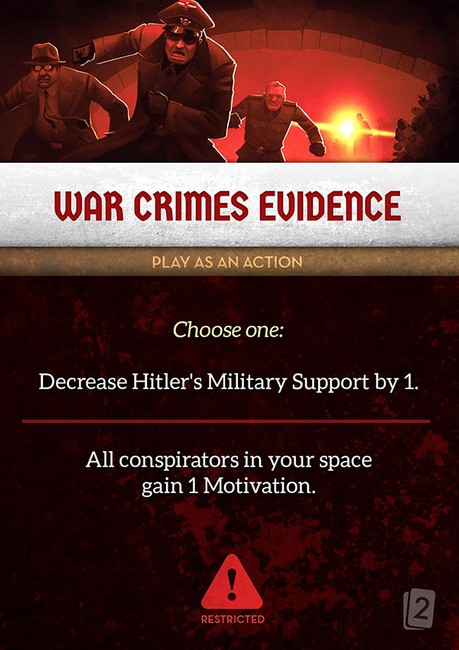 WAR CRIMES EVIDENCE
PLAY AS AN ACTION
Choose one:
Decrease Hitler's Military Support by 1.
All conspirators in your space
gain 1 Motivation.
!
RESTRICTED
2